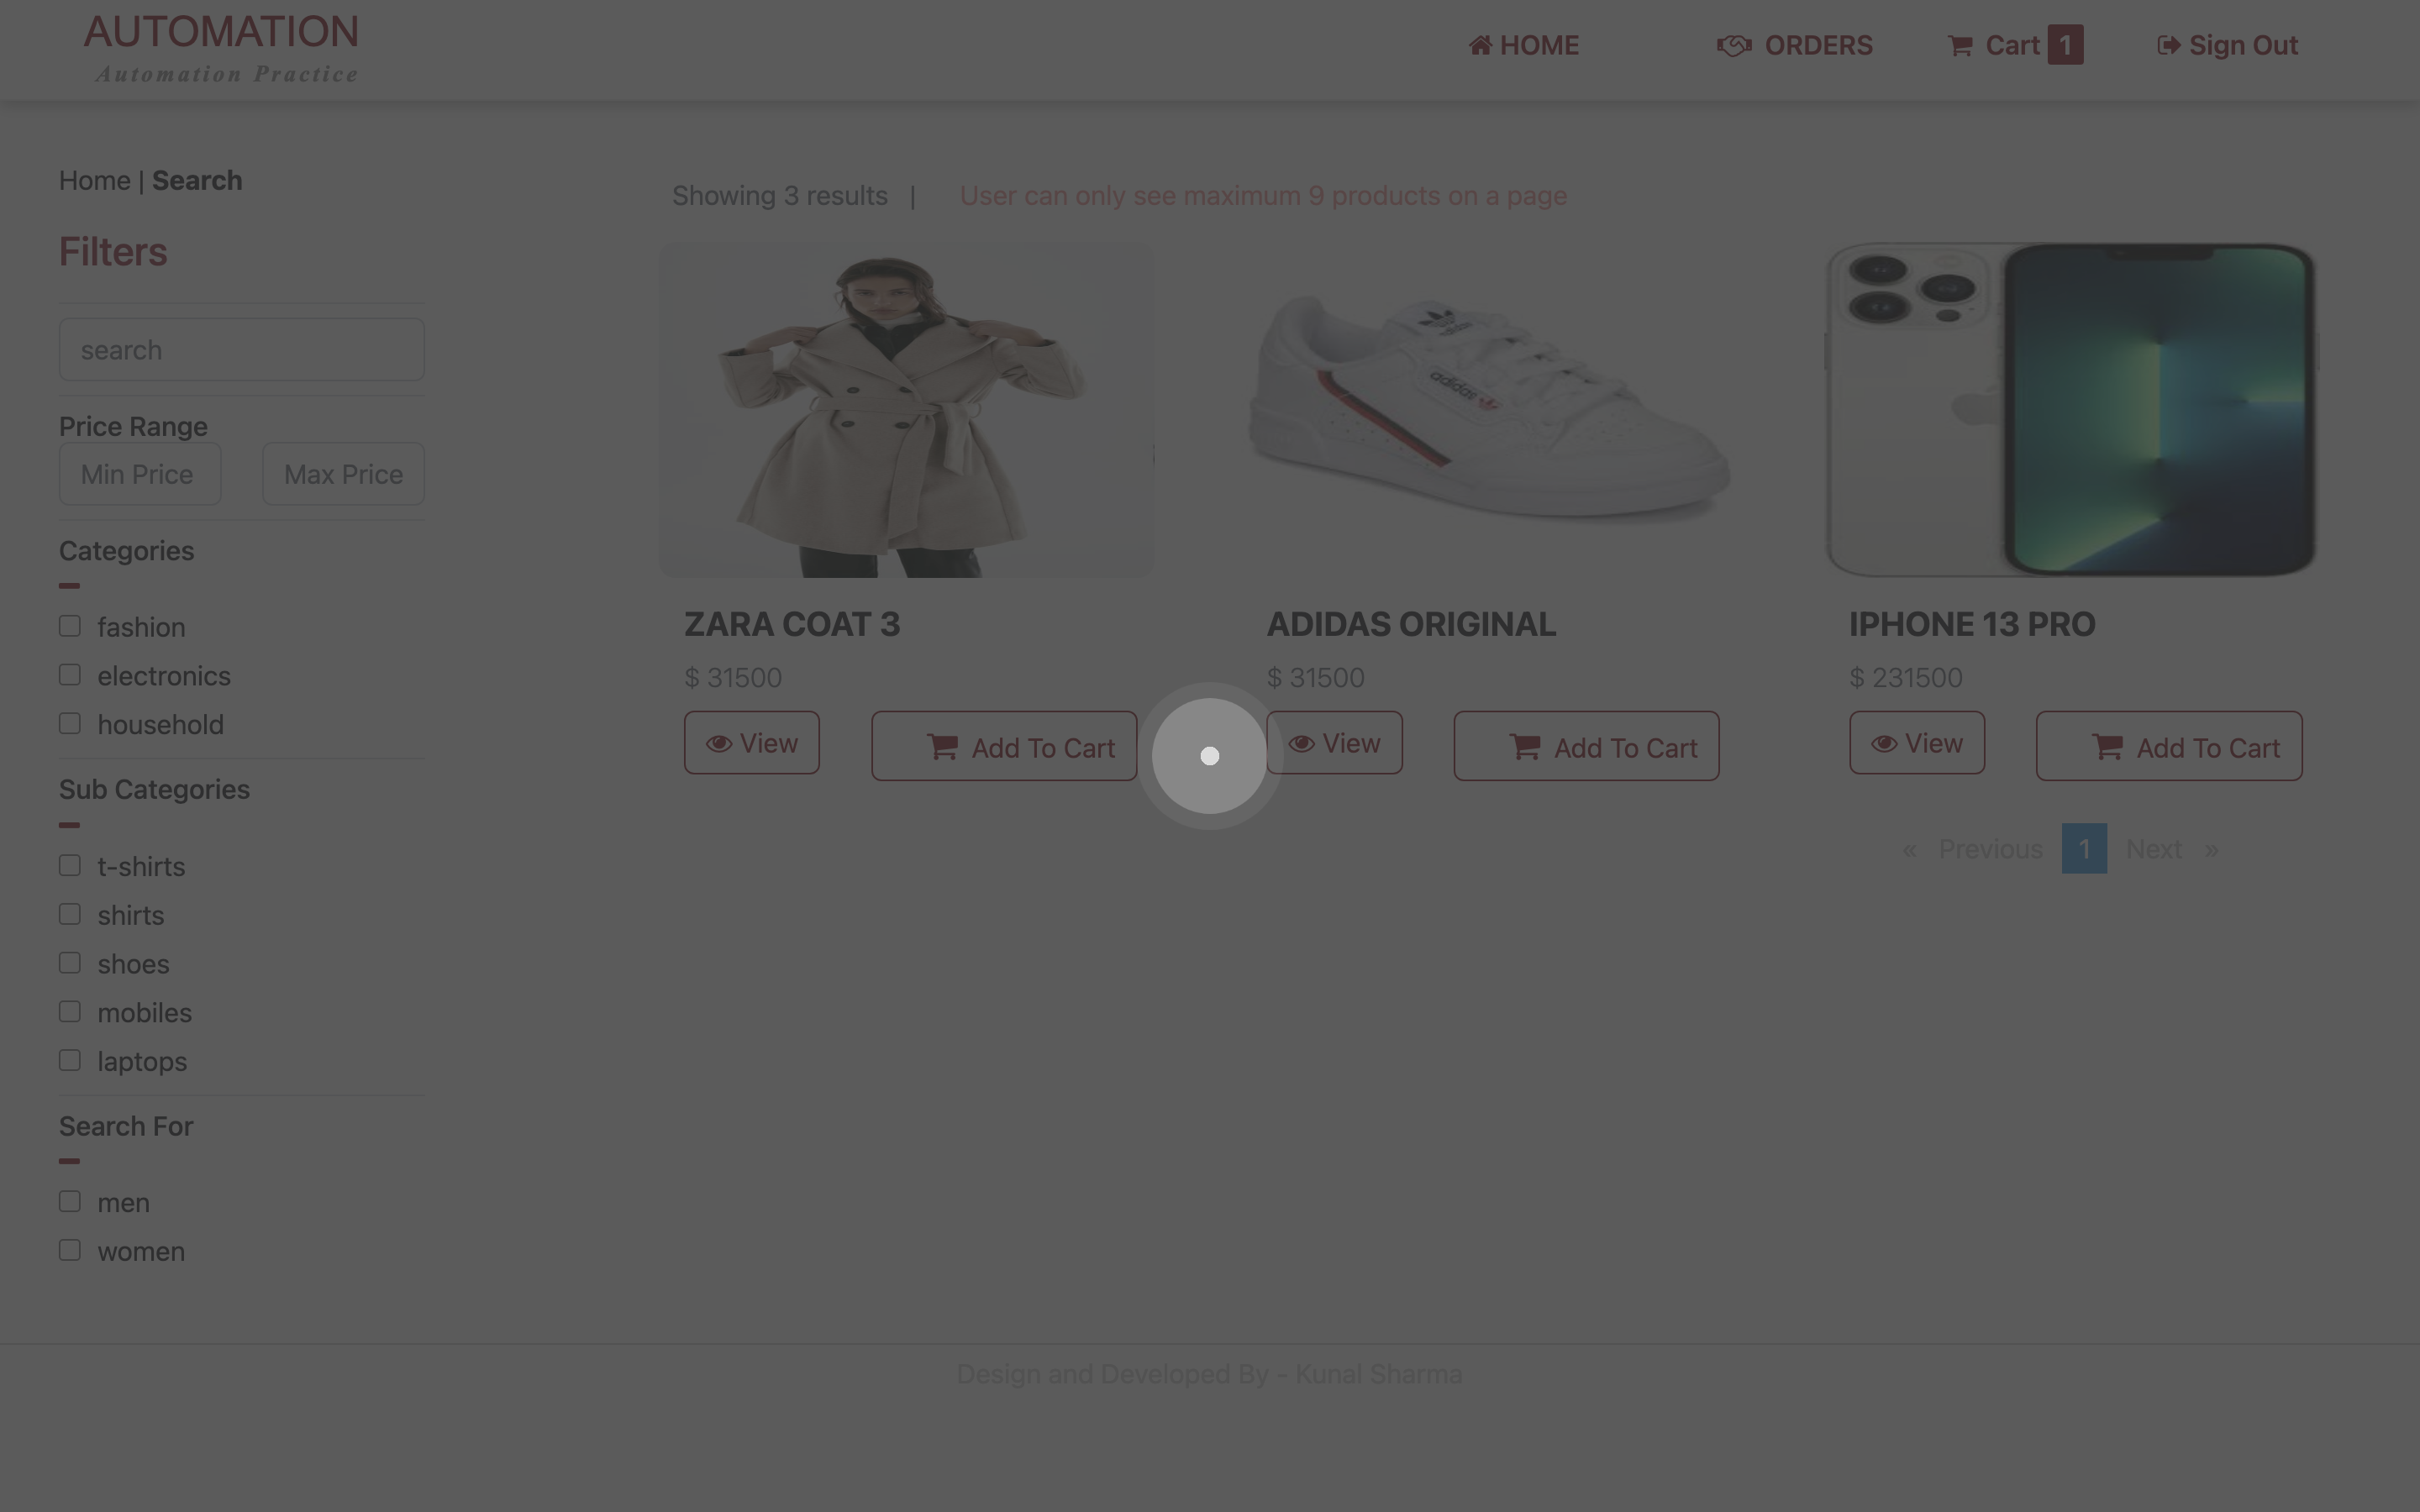 AUTOMATION
Automation Practice
HOME
ORDERS
Cart 1
Sign Out
Home | Search
Showing 3 results |
User can only see maximum 9 products on a page
Filters
search
Price Range
Min Price
Max Price
Categories
fashion
electronics
household
Sub Categories
t-shirts
shirts
shoes
mobiles
laptops
Search For
men
women
adidas
adidas
ZARA COAT 3
$ 31500
View
Add To Cart
ADIDAS ORIGINAL
$ 31500
View
Add To Cart
IPHONE 13 PRO
$ 231500
View
Add To Cart
« Previous 1 Next »
Design and Developed By - Kunal Sharma